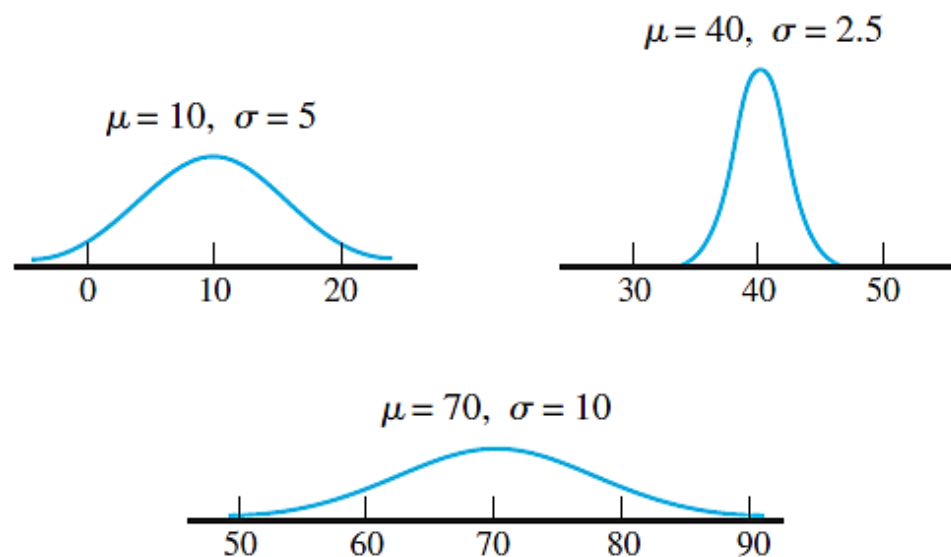 μ = 40, σ = 2.5
μ = 10, σ = 5
0 10 20
30 40 50
μ = 70, σ = 10
50 60 70 80 90